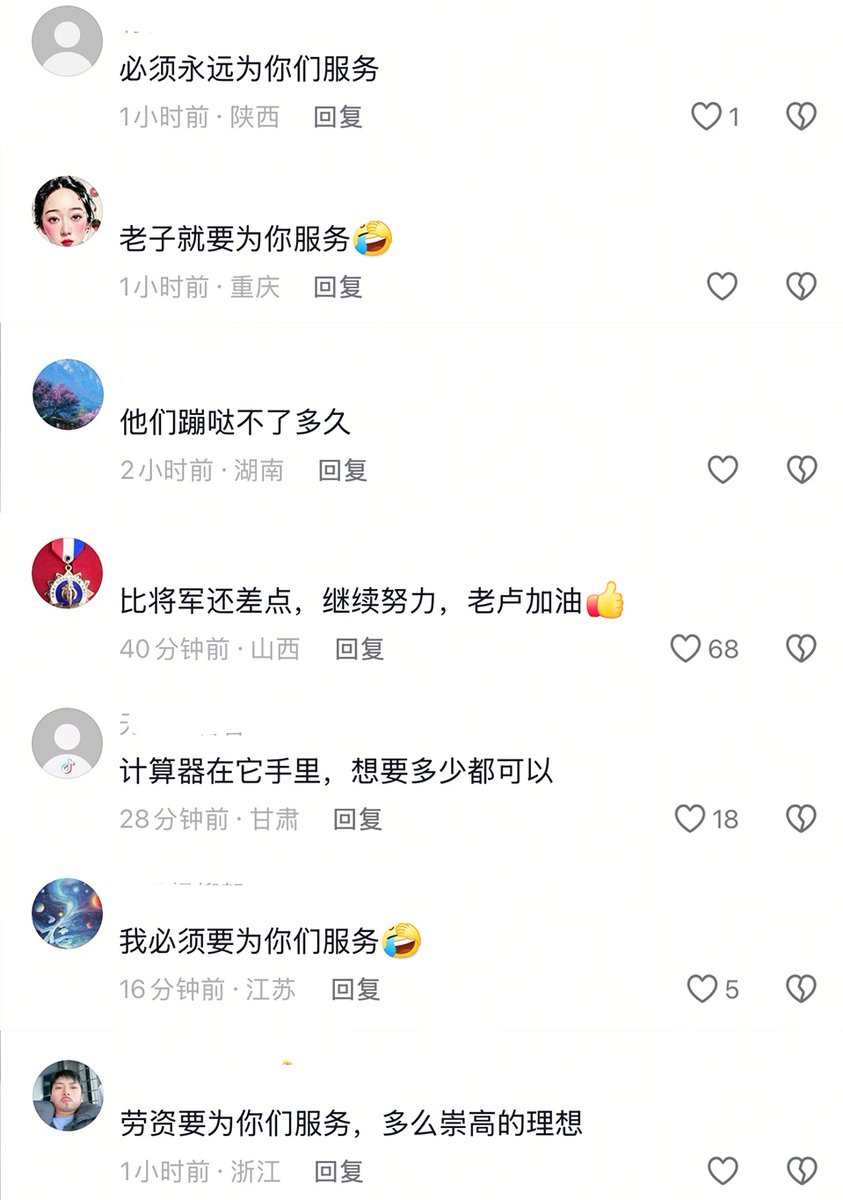 必须永远为你们服务
1小时前·陕西 回复 1
老子就要为你服务🤣
1小时前·重庆 回复
他们蹦哒不了多久
2小时前·湖南 回复
比将军还差点，继续努力，老卢加油👍
40分钟前·山西 回复 68
计算器在它手里，想要多少都可以
28分钟前·甘肃 回复 18
我必须要为你们服务🤣
16分钟前·江苏 回复 5
劳资要为你们服务，多么崇高的理想
1小时前·浙江 回复